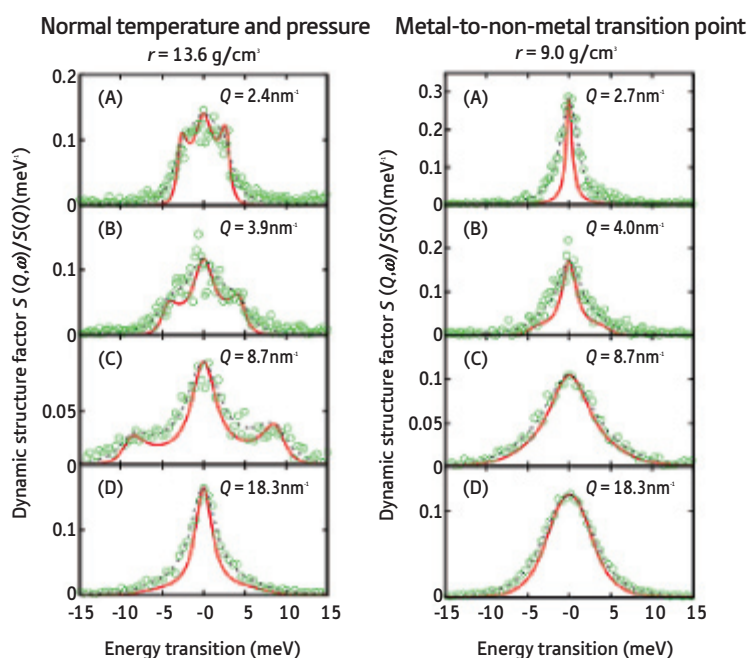 Normal temperature and pressure
r = 13.6 g/cm³
Dynamic structure factor S (Q,ω)/S(Q)(meV⁻¹)
(A) Q = 2.4nm⁻¹
0.2
0.1
0
(B) Q = 3.9nm⁻¹
0.1
0
(C) Q = 8.7nm⁻¹
0.05
0
(D) Q = 18.3nm⁻¹
0.1
0
-15 -10 -5 -0 5 10 15
Energy transition (meV)
Metal-to-non-metal transition point
r = 9.0 g/cm³
Dynamic structure factor S (Q,ω)/S(Q) (meV⁻¹)
(A) Q = 2.7nm⁻¹
0.3
0.2
0.1
0
(B) Q = 4.0nm⁻¹
0.2
0.1
0
(C) Q = 8.7nm⁻¹
0.1
0.05
0
(D) Q = 18.3nm⁻¹
0.1
0
-15 -10 -5 -0 5 10 15
Energy transition (meV)